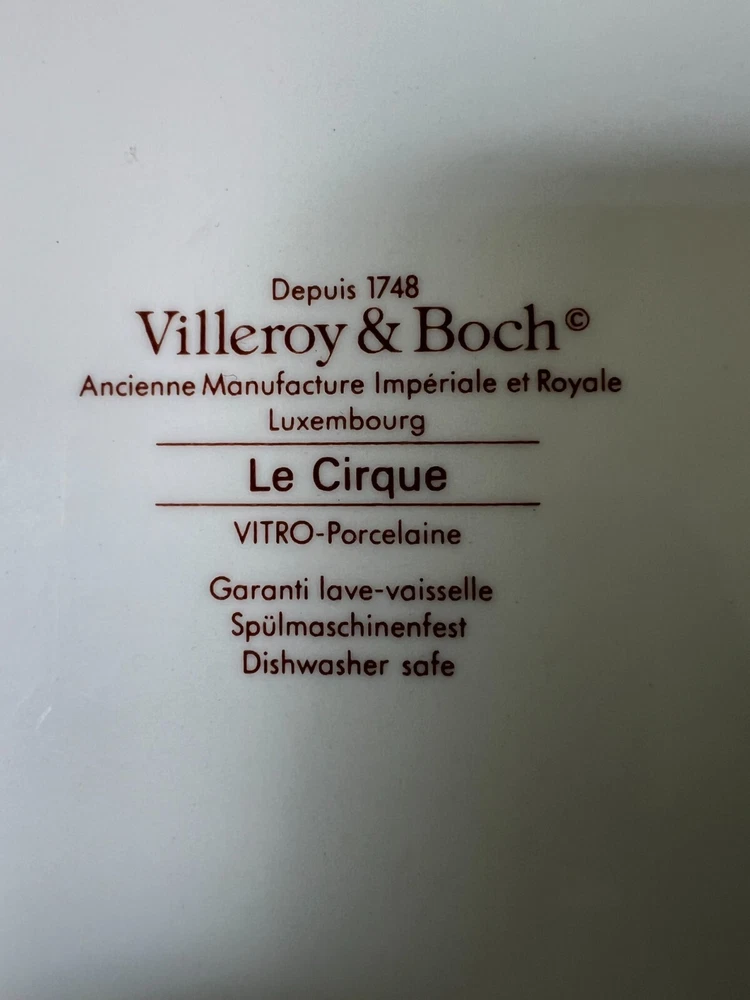 Depuis 1748
Villeroy & Boch©
Ancienne Manufacture Impériale et Royale
Luxembourg
Le Cirque
VITRO-Porcelaine
Garanti lave-vaisselle
Spülmaschinenfest
Dishwasher safe